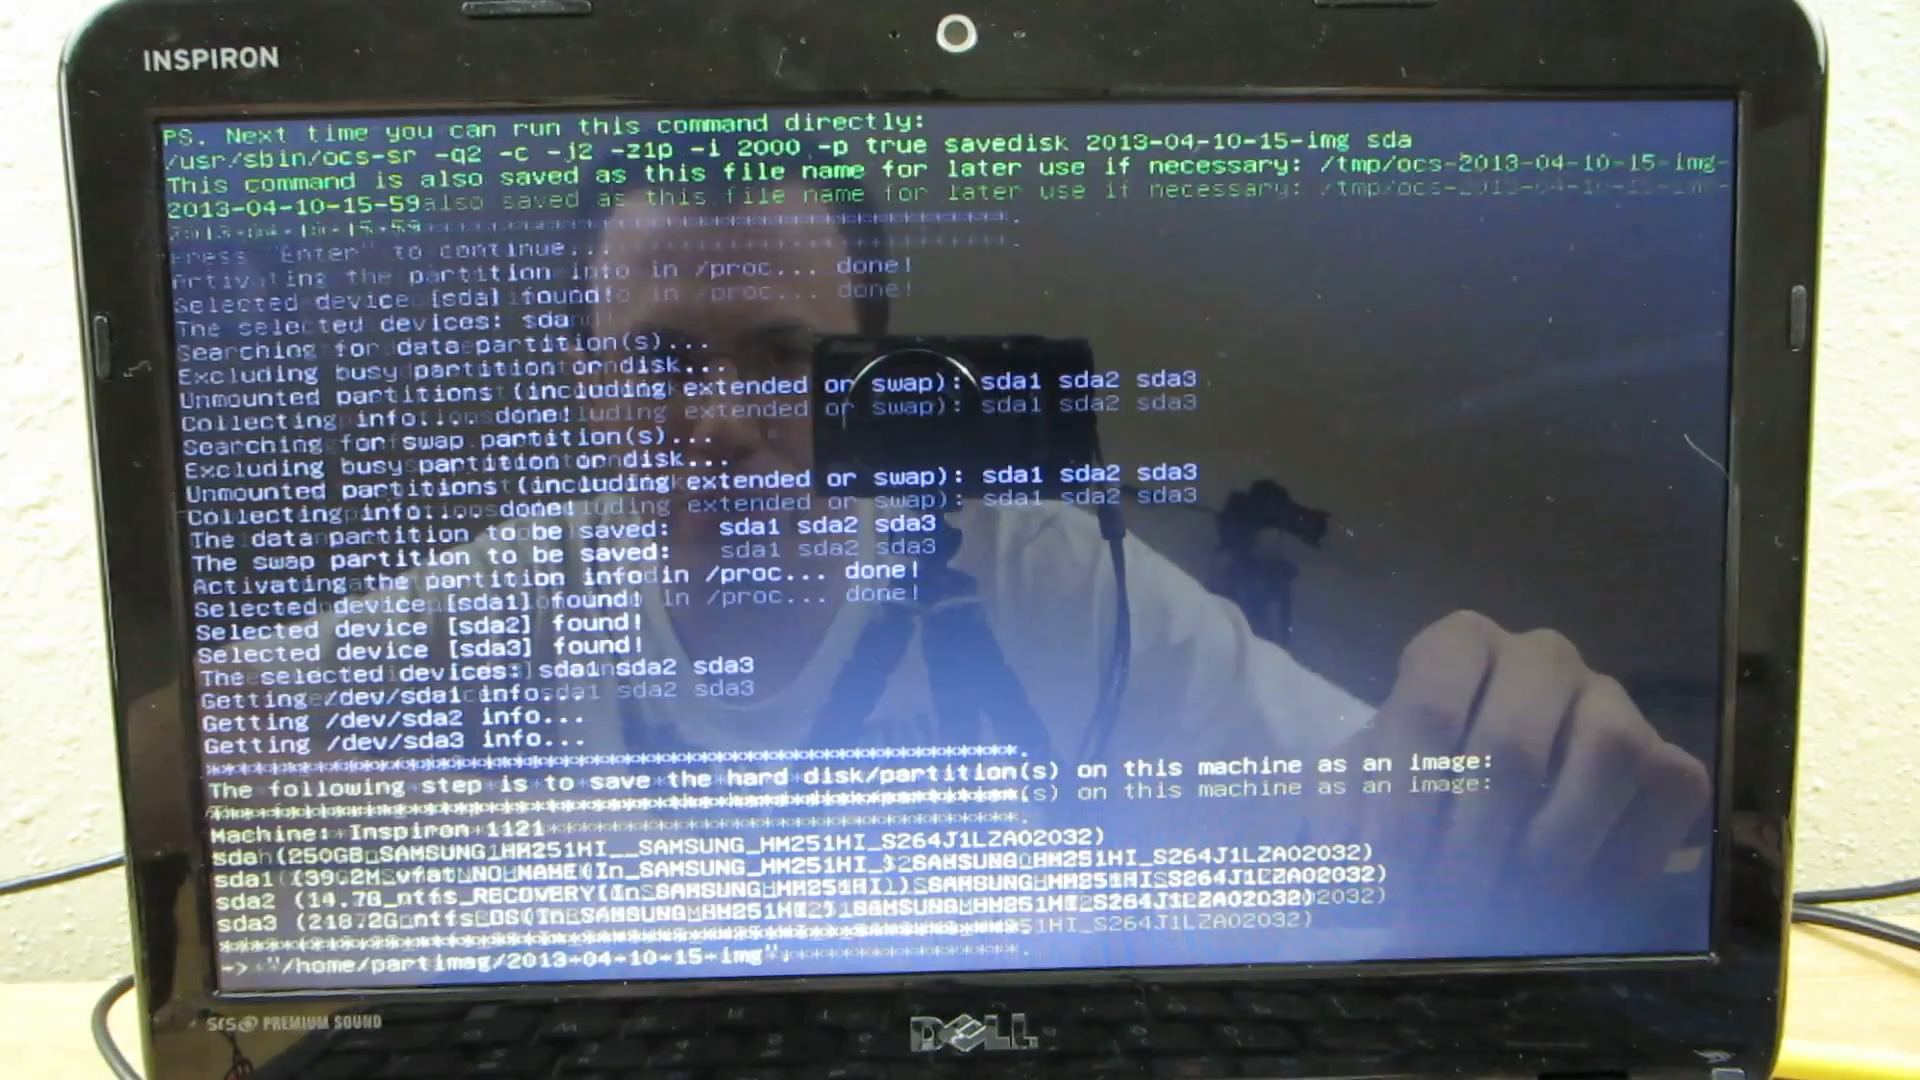 INSPIRON
PS. Next time you can run this command directly:
/usr/sbin/ocs-sr -q2 -c -j2 -z1p -i 2000 -p true savedisk 2013-04-10-15-img sda
This command is also saved as this file name for later use if necessary: /tmp/ocs-2013-04-10-15-img-
2013-04-10-15-59
Press "Enter" to continue...
Activating the partition info in /proc... done!
Selected device [sda] found!
The selected devices: sda
Searching for data partition(s)...
Excluding busy partition or disk...
Unmounted partitions (including extended or swap): sda1 sda2 sda3
Collecting info.... done!
Searching for swap partition(s)...
Excluding busy partition or disk...
Unmounted partitions (including extended or swap): sda1 sda2 sda3
Collecting info.... done!
The data partition to be saved: sda1 sda2 sda3
The swap partition to be saved:
Activating the partition info in /proc... done!
Selected device [sda1] found!
Selected device [sda2] found!
Selected device [sda3] found!
The selected devices: sda1 sda2 sda3
Getting /dev/sda1 info...
Getting /dev/sda2 info...
Getting /dev/sda3 info...
*****************************************************.
The following step is to save the hard disk/partition(s) on this machine as an image:
*****************************************************.
Machine: Inspiron 1121
sda (250GB_SAMSUNG_HM251HI__SAMSUNG_HM251HI_S264J1LZA02032)
sda1 (39.2M_vfat_NO_NAME(In_SAMSUNG_HM251HI_)_SAMSUNG_HM251HI_S264J1LZA02032)
sda2 (14.7G_ntfs_RECOVERY(In_SAMSUNG_HM251HI_)_SAMSUNG_HM251HI_S264J1LZA02032)
sda3 (218.2G_ntfs_OS(In_SAMSUNG_HM251HI_)_SAMSUNG_HM251HI_S264J1LZA02032)
*****************************************************.
-> "/home/partimag/2013-04-10-15-img".
SRS PREMIUM SOUND
DELL